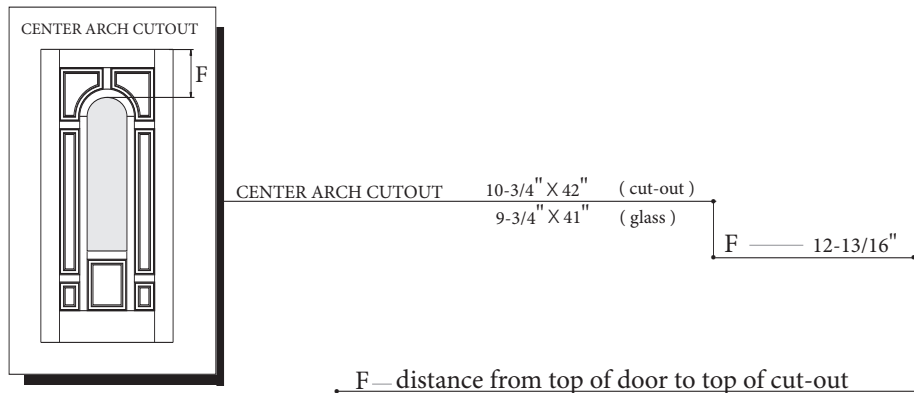 CENTER ARCH CUTOUT
F
CENTER ARCH CUTOUT 10-3/4" X 42" ( cut-out )
9-3/4" X 41" ( glass )
F — 12-13/16"
F— distance from top of door to top of cut-out